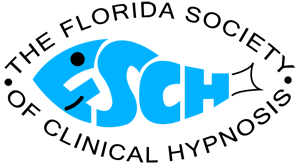 THE FLORIDA SOCIETY
FSCH
OF CLINICAL HYPNOSIS